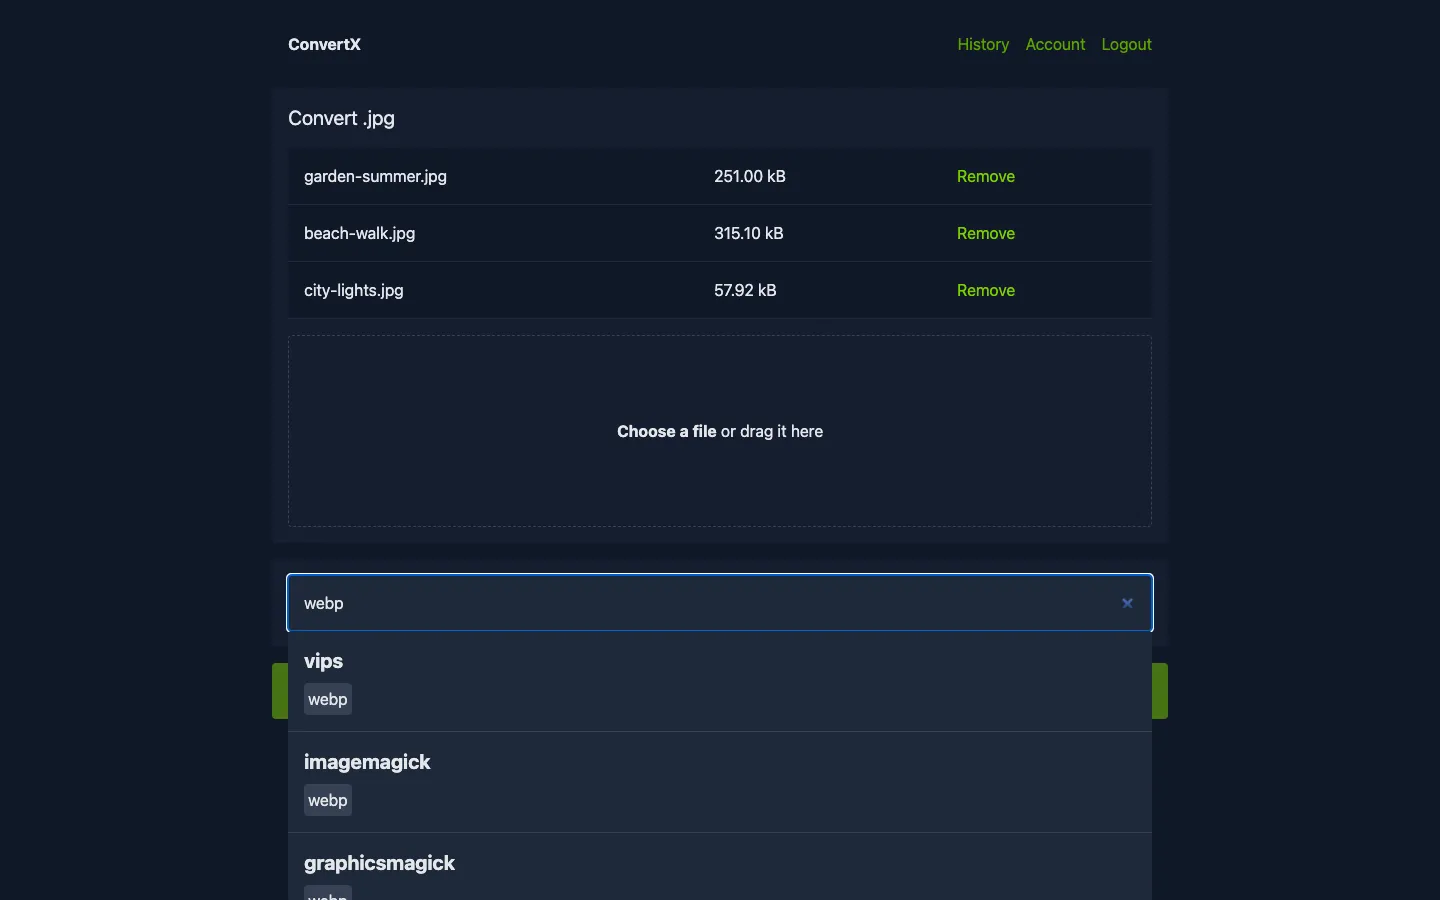 ConvertX History Account Logout
Convert .jpg
garden-summer.jpg 251.00 kB Remove
beach-walk.jpg 315.10 kB Remove
city-lights.jpg 57.92 kB Remove
Choose a file or drag it here
webp
vips
webp
imagemagick
webp
graphicsmagick
webp